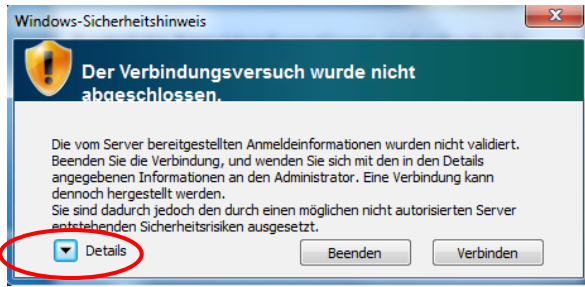 Windows-Sicherheitshinweis
Der Verbindungsversuch wurde nicht
abgeschlossen.
Die vom Server bereitgestellten Anmeldeinformationen wurden nicht validiert.
Beenden Sie die Verbindung, und wenden Sie sich mit den in den Details
angegebenen Informationen an den Administrator. Eine Verbindung kann
dennoch hergestellt werden.
Sie sind dadurch jedoch den durch einen möglichen nicht autorisierten Server
entstehenden Sicherheitsrisiken ausgesetzt.
Details
Beenden
Verbinden